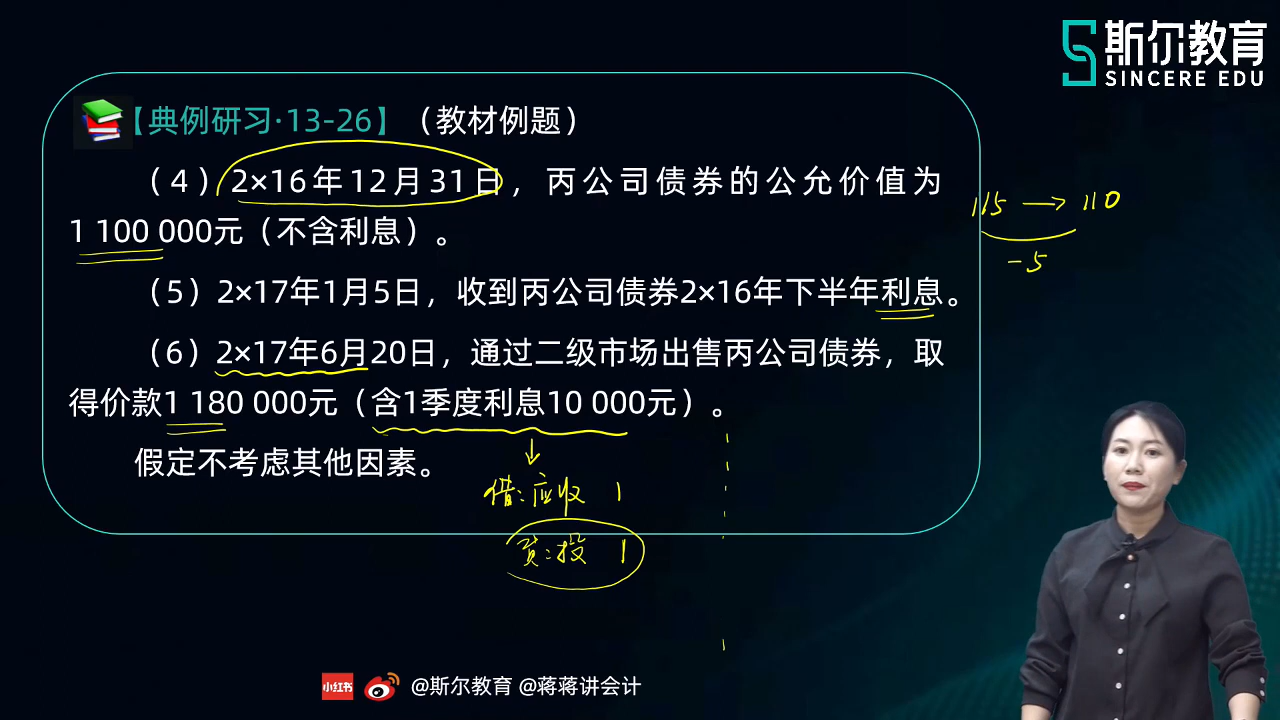 斯尔教育
SINCERE EDU
【典例研习·13-26】（教材例题）
（4）2×16年12月31日，丙公司债券的公允价值为
1 100 000元（不含利息）。
115 → 110
-5
（5）2×17年1月5日，收到丙公司债券2×16年下半年利息。
（6）2×17年6月20日，通过二级市场出售丙公司债券，取
得价款1 180 000元（含1季度利息10 000元）。
假定不考虑其他因素。
借:应收 1
贷:投 1
小红书 @斯尔教育 @蒋蒋讲会计